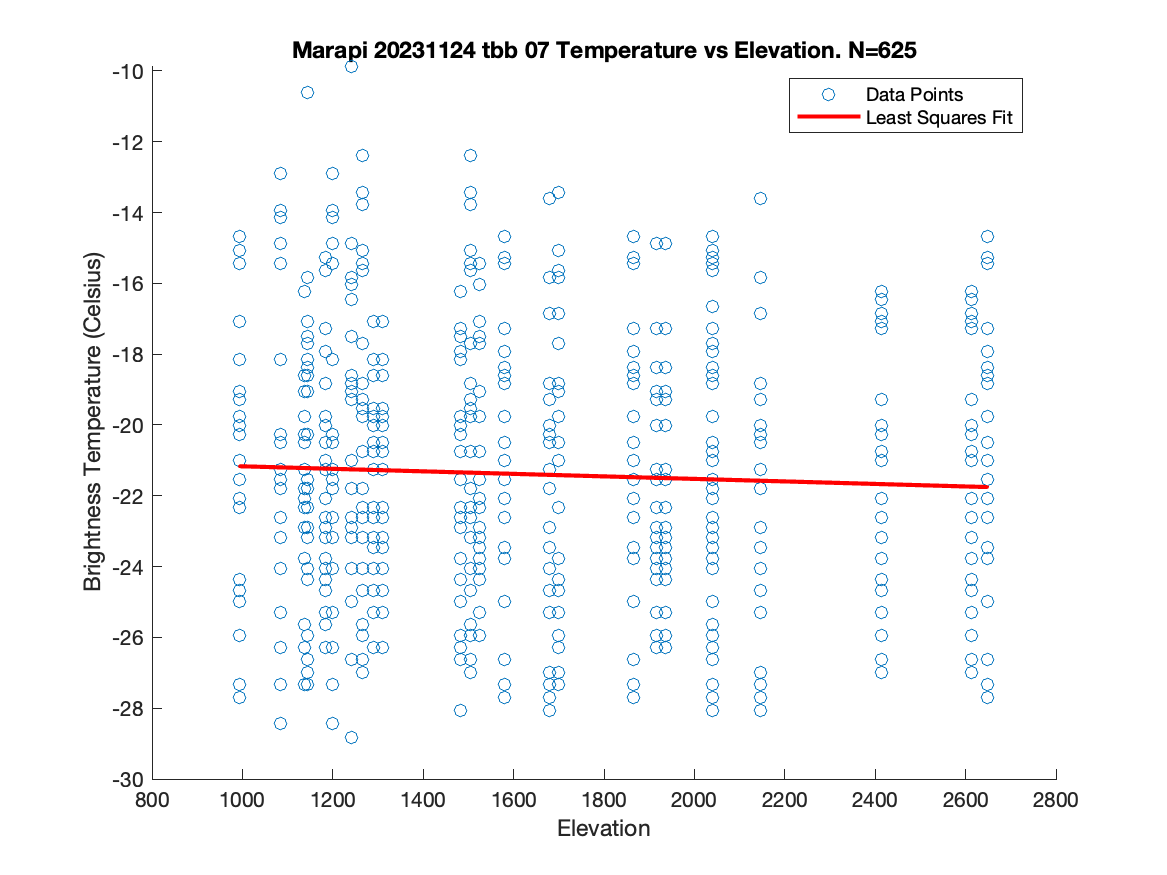 Marapi 20231124 tbb 07 Temperature vs Elevation. N=625
Data Points
Least Squares Fit
Brightness Temperature (Celsius)
-10
-12
-14
-16
-18
-20
-22
-24
-26
-28
-30
800 1000 1200 1400 1600 1800 2000 2200 2400 2600 2800
Elevation